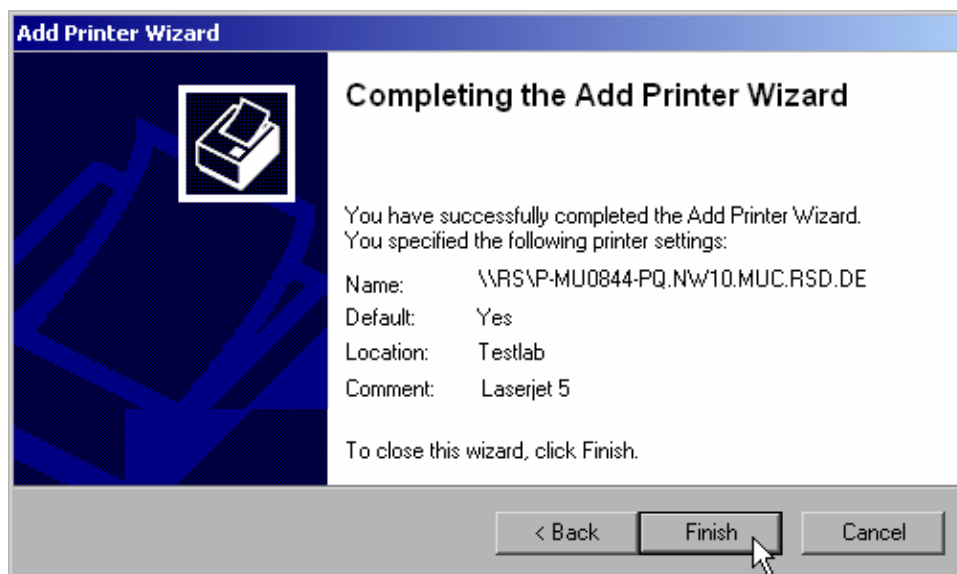 Add Printer Wizard
Completing the Add Printer Wizard
You have successfully completed the Add Printer Wizard.
You specified the following printer settings:
Name: \\RS\P-MU0844-PQ.NW10.MUC.RSD.DE
Default: Yes
Location: Testlab
Comment: Laserjet 5
To close this wizard, click Finish.
< Back Finish Cancel